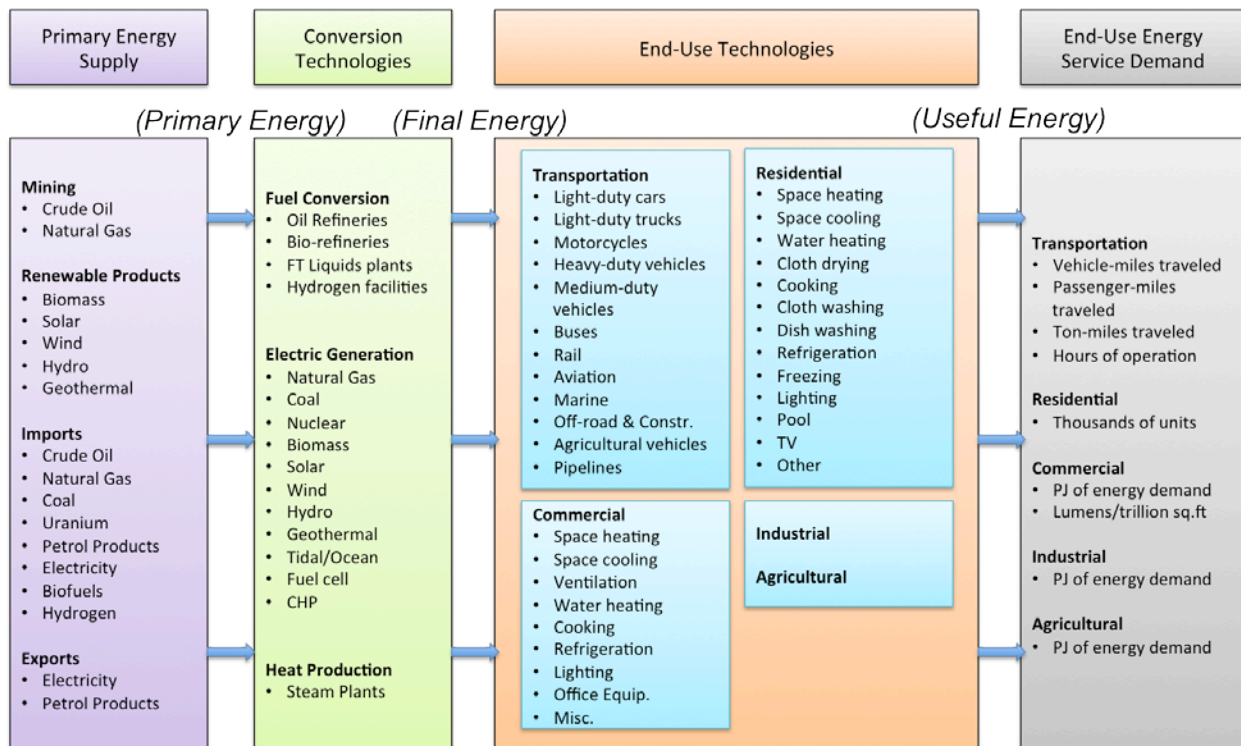 Primary Energy
Supply
Conversion
Technologies
End-Use Technologies
End-Use Energy
Service Demand
(Primary Energy)
(Final Energy)
(Useful Energy)
Mining
• Crude Oil
• Natural Gas
Renewable Products
• Biomass
• Solar
• Wind
• Hydro
• Geothermal
Imports
• Crude Oil
• Natural Gas
• Coal
• Uranium
• Petrol Products
• Electricity
• Biofuels
• Hydrogen
Exports
• Electricity
• Petrol Products
Fuel Conversion
• Oil Refineries
• Bio-refineries
• FT Liquids plants
• Hydrogen facilities
Electric Generation
• Natural Gas
• Coal
• Nuclear
• Biomass
• Solar
• Wind
• Hydro
• Geothermal
• Tidal/Ocean
• Fuel cell
• CHP
Heat Production
• Steam Plants
Transportation
• Light-duty cars
• Light-duty trucks
• Motorcycles
• Heavy-duty vehicles
• Medium-duty
vehicles
• Buses
• Rail
• Aviation
• Marine
• Off-road & Constr.
• Agricultural vehicles
• Pipelines
Residential
• Space heating
• Space cooling
• Water heating
• Cloth drying
• Cooking
• Cloth washing
• Dish washing
• Refrigeration
• Freezing
• Lighting
• Pool
• TV
• Other
Commercial
• Space heating
• Space cooling
• Ventilation
• Water heating
• Cooking
• Refrigeration
• Lighting
• Office Equip.
• Misc.
Industrial
Agricultural
Transportation
• Vehicle-miles traveled
• Passenger-miles
traveled
• Ton-miles traveled
• Hours of operation
Residential
• Thousands of units
Commercial
• PJ of energy demand
• Lumens/trillion sq.ft
Industrial
• PJ of energy demand
Agricultural
• PJ of energy demand